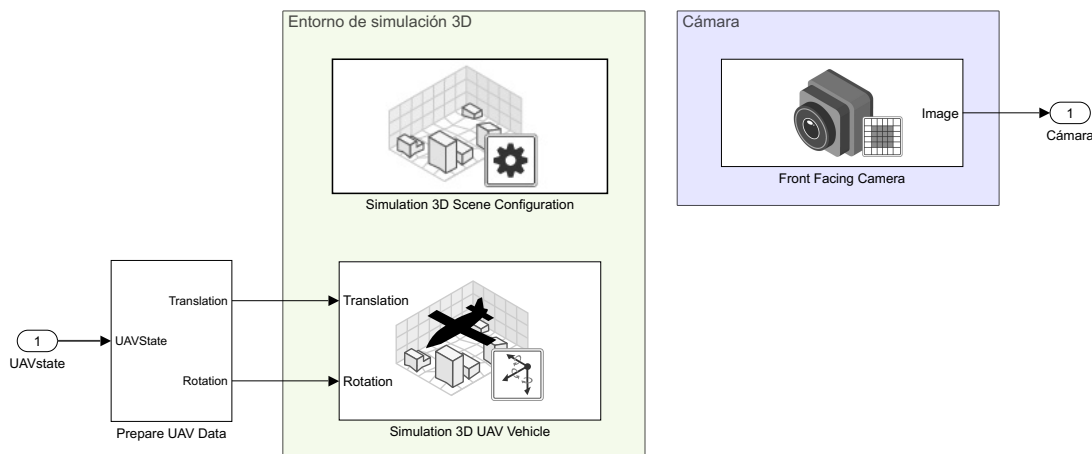 Entorno de simulación 3D
Cámara
Image
1
Cámara
Front Facing Camera
Simulation 3D Scene Configuration
1
UAVstate
UAVState
Translation
Rotation
Prepare UAV Data
Translation
Rotation
Simulation 3D UAV Vehicle